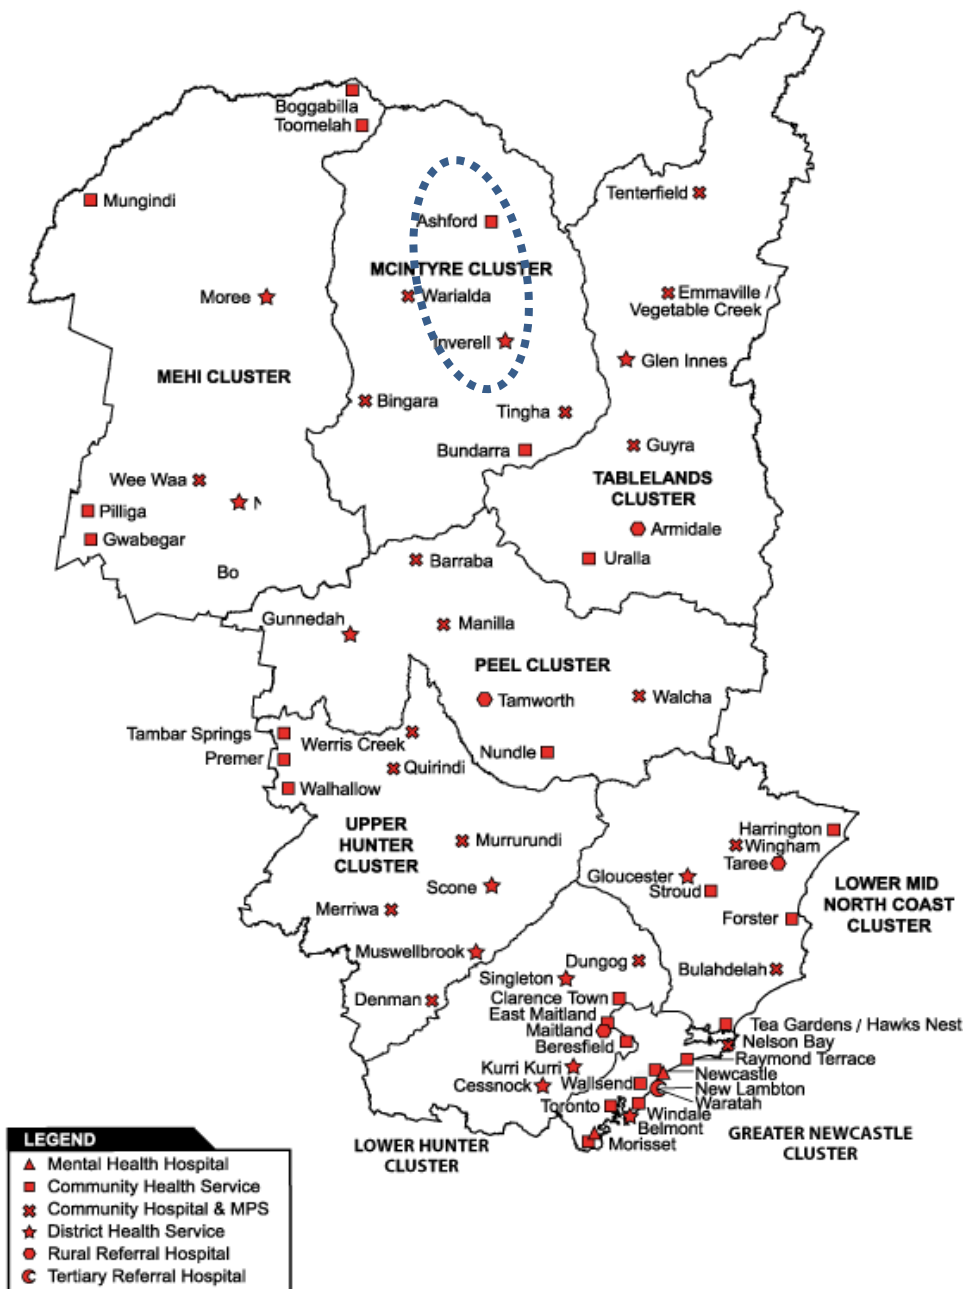 Boggabilla
Toomelah
Mungindi
Ashford
Tenterfield
MCINTYRE CLUSTER
Warialda
Moree
Emmaville /
Vegetable Creek
Inverell
Glen Innes
MEHI CLUSTER
Bingara
Tingha
Bundarra
Guyra
TABLELANDS
CLUSTER
Wee Waa
N
Pilliga
Gwabegar
Armidale
Uralla
Bo
Barraba
Gunnedah
Manilla
PEEL CLUSTER
Tamworth
Walcha
Tambar Springs
Werris Creek
Premer
Quirindi
Nundle
Walhallow
UPPER
HUNTER
CLUSTER
Murrurundi
Scone
Merriwa
Muswellbrook
Denman
Harrington
Wingham
Taree
Gloucester
Stroud
Forster
LOWER MID
NORTH COAST
CLUSTER
Bulahdelah
Dungog
Singleton
Clarence Town
East Maitland
Maitland
Beresfield
Tea Gardens / Hawks Nest
Nelson Bay
Raymond Terrace
Kurri Kurri
Cessnock
Wallsend
Newcastle
New Lambton
Waratah
Toronto
Windale
Belmont
Morisset
LOWER HUNTER
CLUSTER
GREATER NEWCASTLE
CLUSTER
LEGEND
Mental Health Hospital
Community Health Service
Community Hospital & MPS
District Health Service
Rural Referral Hospital
Tertiary Referral Hospital